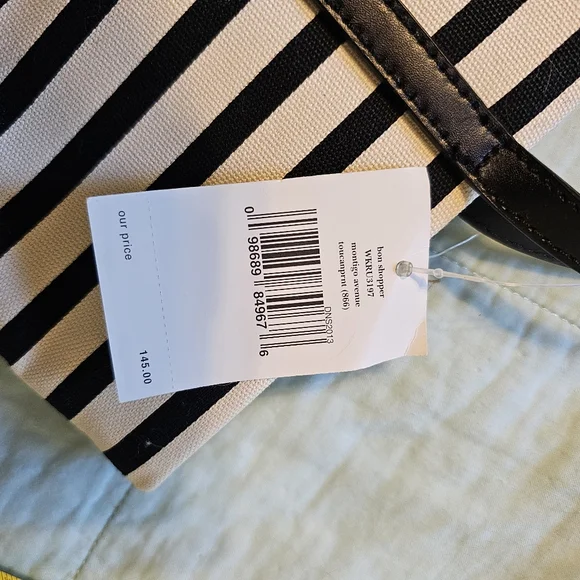 bon shopper
WKRU3197
montigo avenue
toucanprnt (866)
DNS2013
0 98689 84967 6
our price
145.00